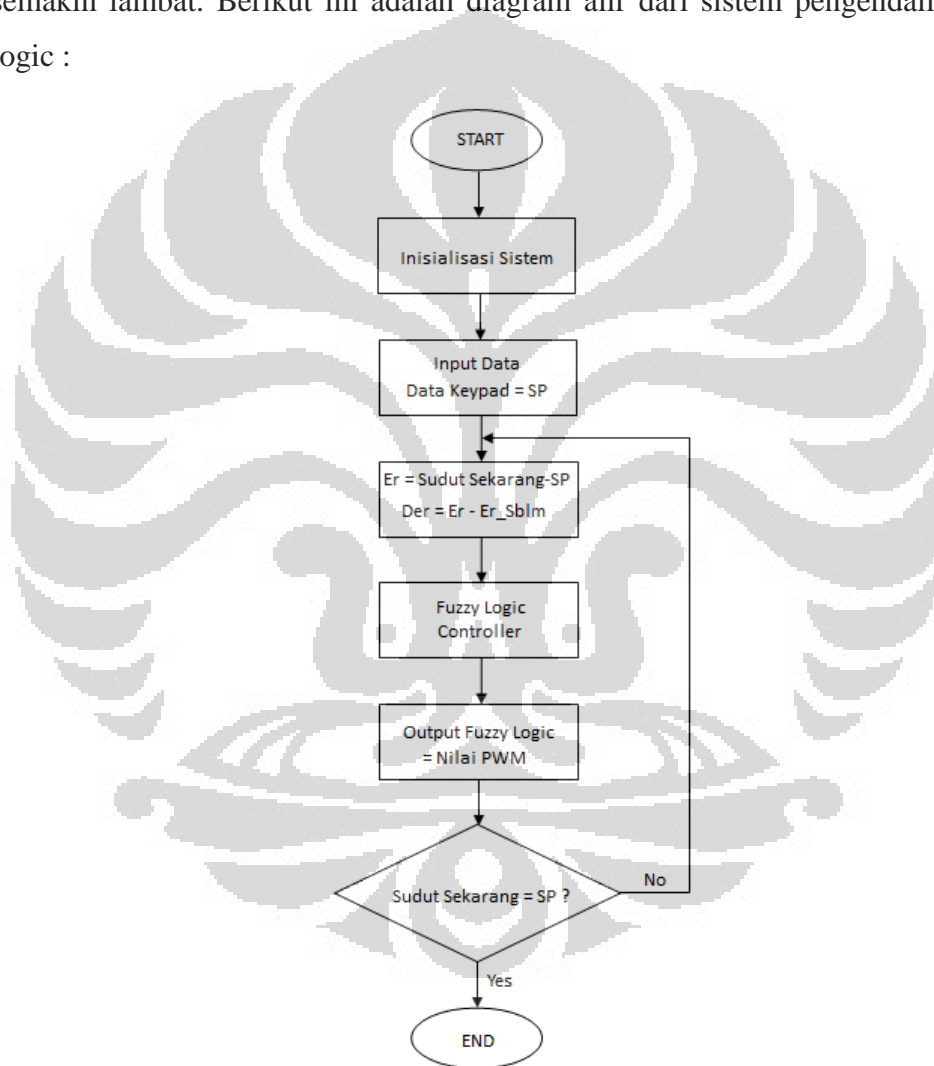 semakin lambat. Berikut ini adalah diagram alir dari sistem pengendali
ogic :
START
Inisialisasi Sistem
Input Data
Data Keypad = SP
Er = Sudut Sekarang-SP
Der = Er - Er_Sblm
Fuzzy Logic
Controller
Output Fuzzy Logic
= Nilai PWM
Sudut Sekarang = SP ?
No
Yes
END